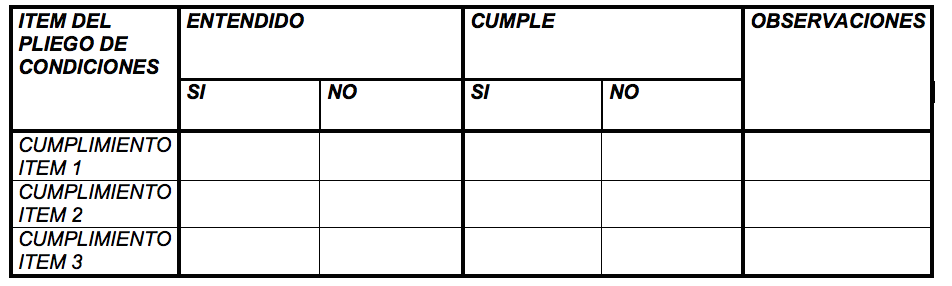 ITEM DEL
PLIEGO DE
CONDICIONES
ENTENDIDO
CUMPLE
OBSERVACIONES
SI
NO
SI
NO
CUMPLIMIENTO
ITEM 1
CUMPLIMIENTO
ITEM 2
CUMPLIMIENTO
ITEM 3